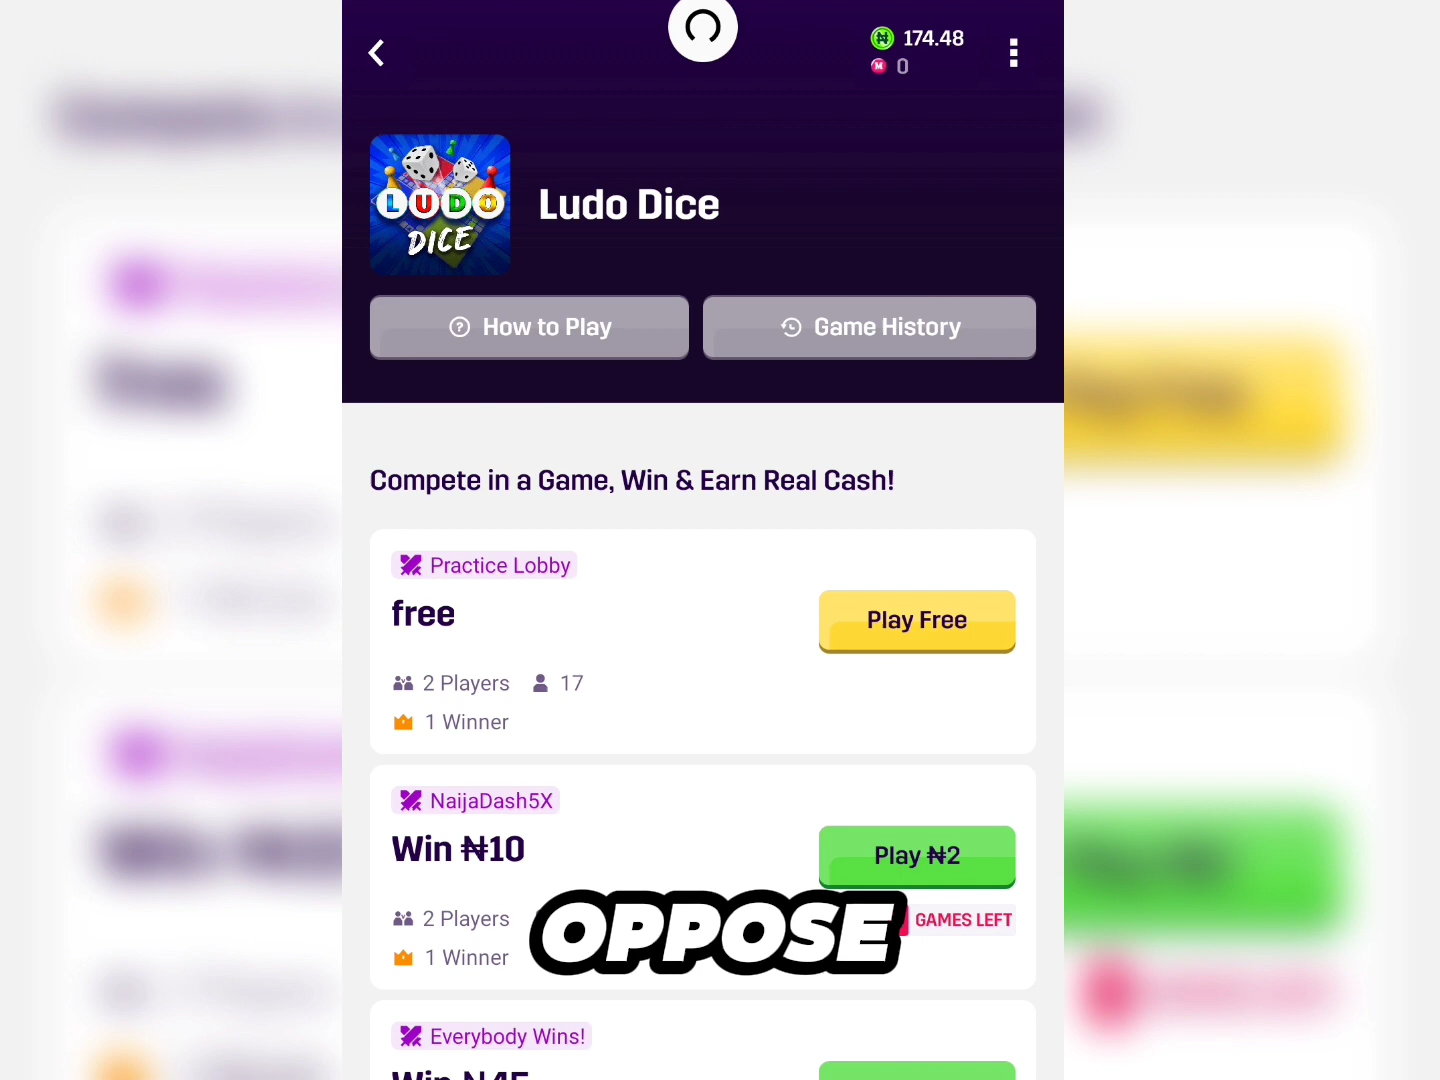 174.48
M 0
LUDO
DICE
Ludo Dice
How to Play
Game History
Compete in a Game, Win & Earn Real Cash!
Practice Lobby
free
Play Free
2 Players 17
1 Winner
NaijaDash5X
Win ₦10
Play ₦2
2 Players
GAMES LEFT
1 Winner
OPPOSE
Everybody Wins!
Win ₦45